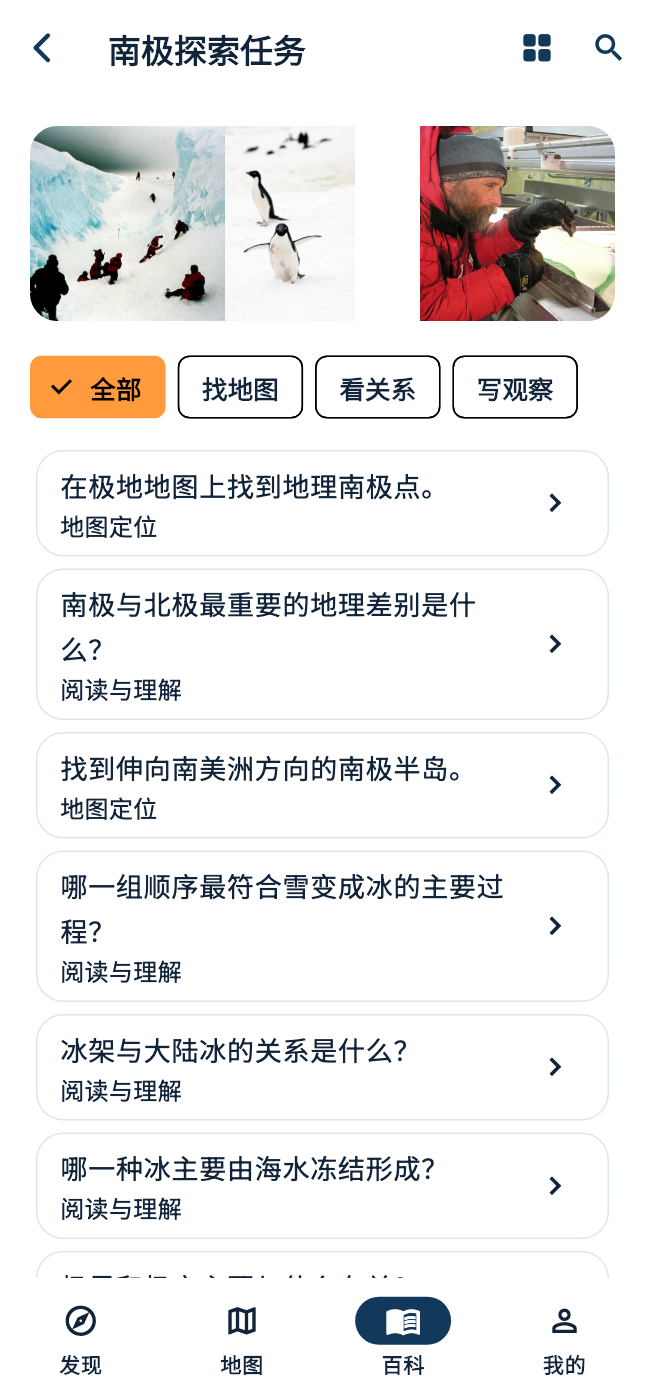 南极探索任务
全部
找地图
看关系
写观察
在极地地图上找到地理南极点。
地图定位
南极与北极最重要的地理差别是什
么？
阅读与理解
找到伸向南美洲方向的南极半岛。
地图定位
哪一组顺序最符合雪变成冰的主要过
程？
阅读与理解
冰架与大陆冰的关系是什么？
阅读与理解
哪一种冰主要由海水冻结形成？
阅读与理解
发现
地图
百科
我的